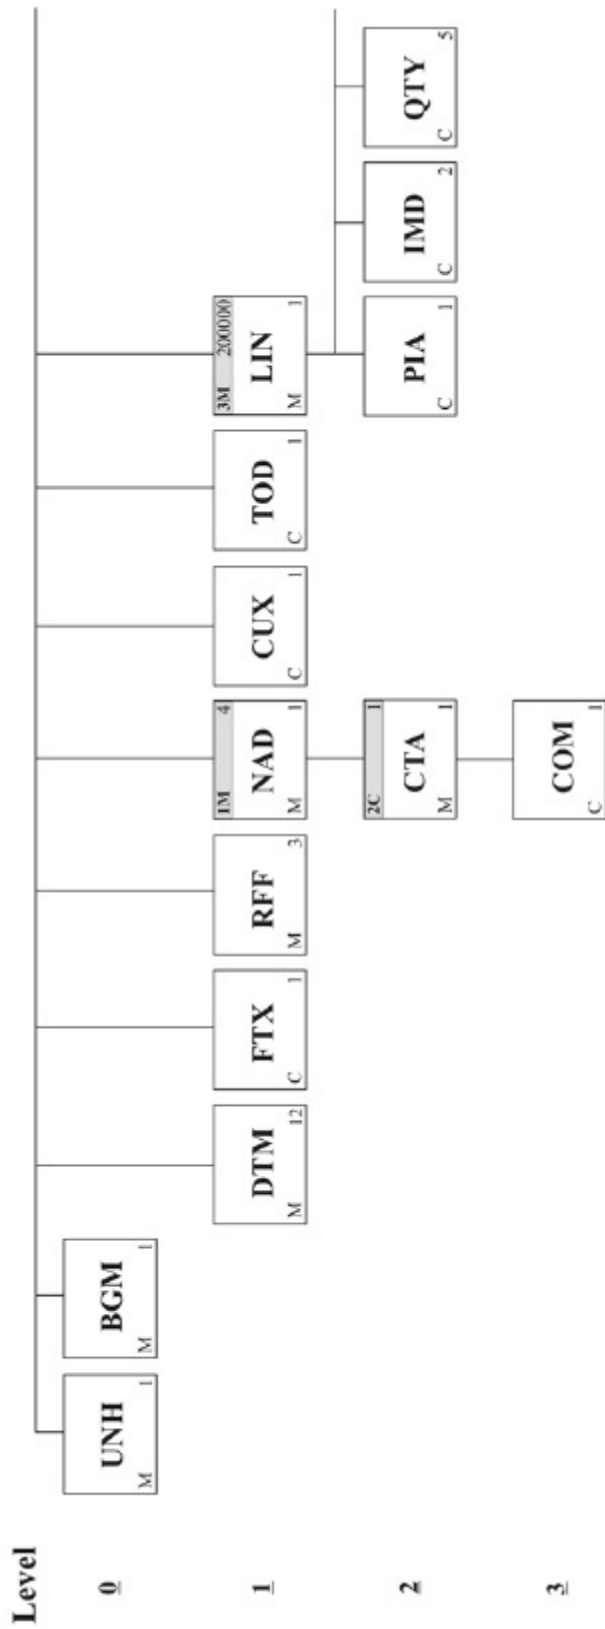 Level
0
UNH
M 1
BGM
M 1
1
DTM
M 12
FTX
C 1
RFF
M 3
1M 4
NAD
M 1
CUX
C 1
TOD
C 1
3M 200000
LIN
M 1
2
2C 1
CTA
M 1
PIA
C 1
IMD
C 2
QTY
C 5
3
COM
C 1